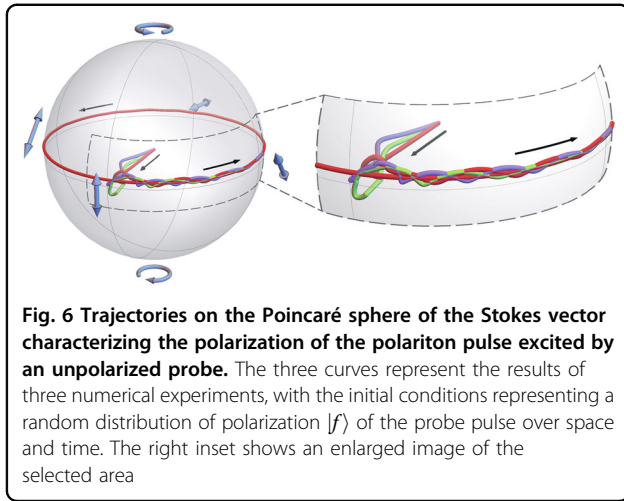 Fig. 6 Trajectories on the Poincaré sphere of the Stokes vector
characterizing the polarization of the polariton pulse excited by
an unpolarized probe. The three curves represent the results of
three numerical experiments, with the initial conditions representing a
random distribution of polarization |f⟩ of the probe pulse over space
and time. The right inset shows an enlarged image of the
selected area